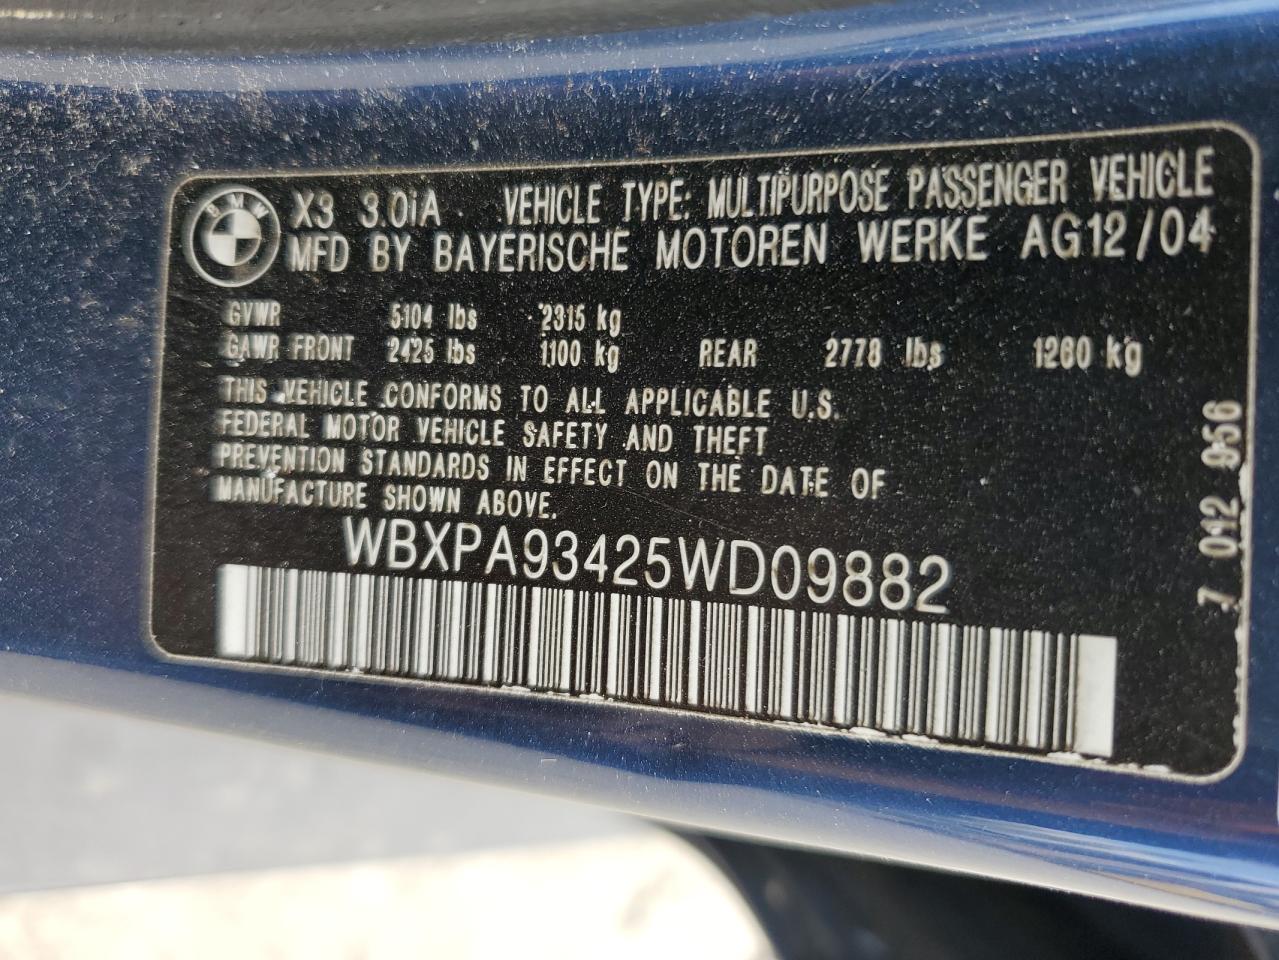 BMW
X3 3.0iA VEHICLE TYPE: MULTIPURPOSE PASSENGER VEHICLE
MFD BY BAYERISCHE MOTOREN WERKE AG12/04
GVWR 5104 lbs 2315 kg
GAWR FRONT 2425 lbs 1100 kg REAR 2778 lbs 1260 kg
THIS VEHICLE CONFORMS TO ALL APPLICABLE U.S.
FEDERAL MOTOR VEHICLE SAFETY AND THEFT
PREVENTION STANDARDS IN EFFECT ON THE DATE OF
MANUFACTURE SHOWN ABOVE.
WBXPA93425WD09882
7 012 956